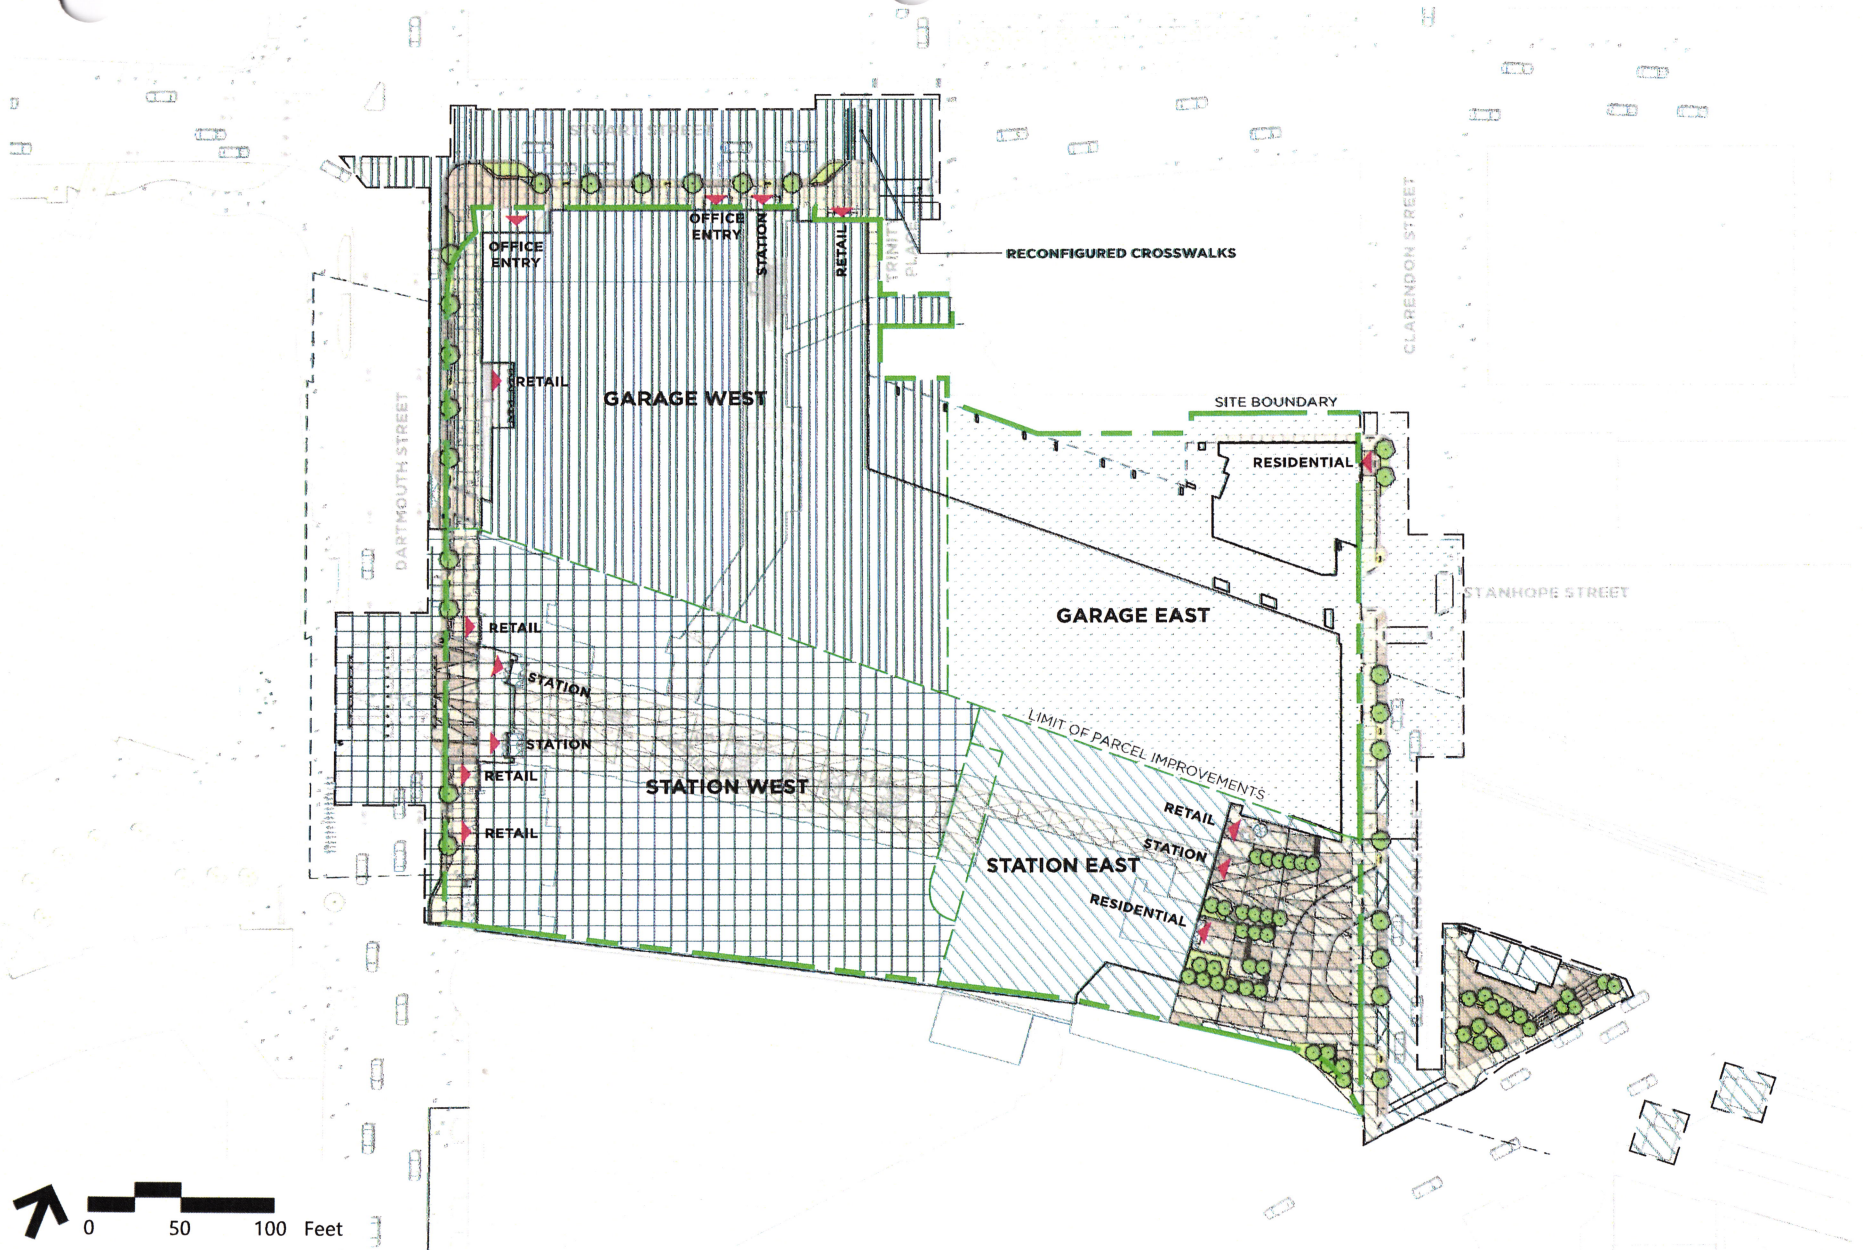 STUART STREET
OFFICE
ENTRY
OFFICE
ENTRY
STATION
RETAIL
TRINITY
PLACE
RECONFIGURED CROSSWALKS
CLARENDON STREET
DARTMOUTH STREET
RETAIL
GARAGE WEST
SITE BOUNDARY
RESIDENTIAL
STANHOPE STREET
GARAGE EAST
RETAIL
STATION
STATION
RETAIL
STATION WEST
RETAIL
LIMIT OF PARCEL IMPROVEMENTS
RETAIL
STATION
STATION EAST
RESIDENTIAL
0 50 100 Feet